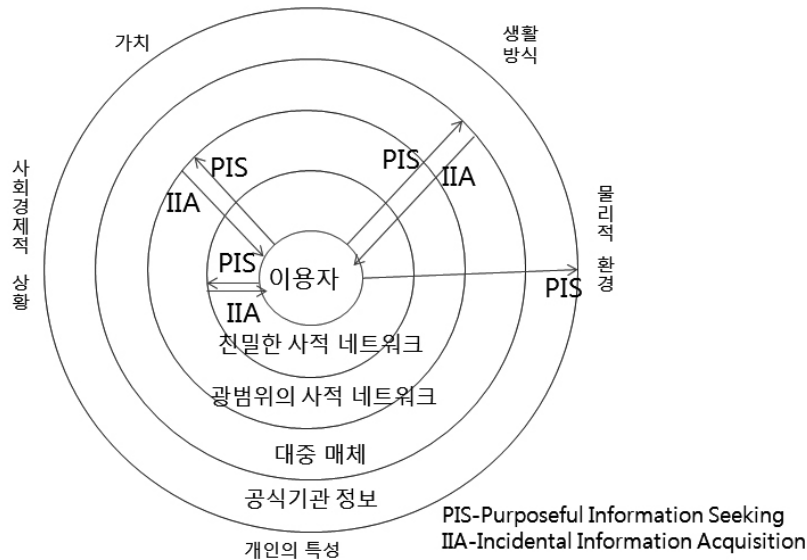 가치
생활
방식
PIS
PIS
IIA
IIA
사회경제적 상황
물리적 환경
PIS
이용자
PIS
IIA
친밀한 사적 네트워크
광범위의 사적 네트워크
대중 매체
공식기관 정보
개인의 특성
PIS-Purposeful Information Seeking
IIA-Incidental Information Acquisition